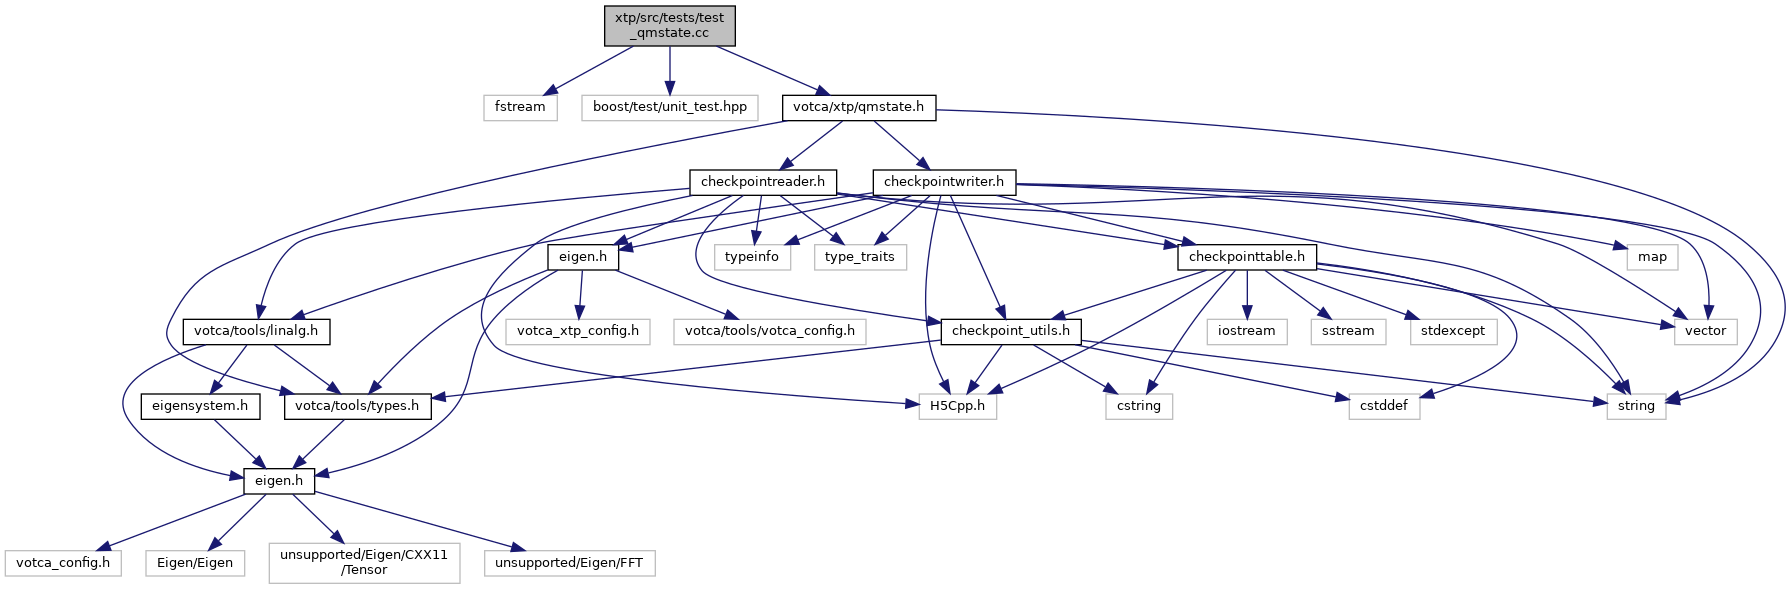 xtp/src/tests/test
_qmstate.cc
fstream
boost/test/unit_test.hpp
votca/xtp/qmstate.h
checkpointreader.h
checkpointwriter.h
eigen.h
typeinfo
type_traits
checkpointtable.h
map
votca/tools/linalg.h
votca_xtp_config.h
votca/tools/votca_config.h
checkpoint_utils.h
iostream
sstream
stdexcept
vector
eigensystem.h
votca/tools/types.h
H5Cpp.h
cstring
cstddef
string
eigen.h
votca_config.h
Eigen/Eigen
unsupported/Eigen/CXX11
/Tensor
unsupported/Eigen/FFT